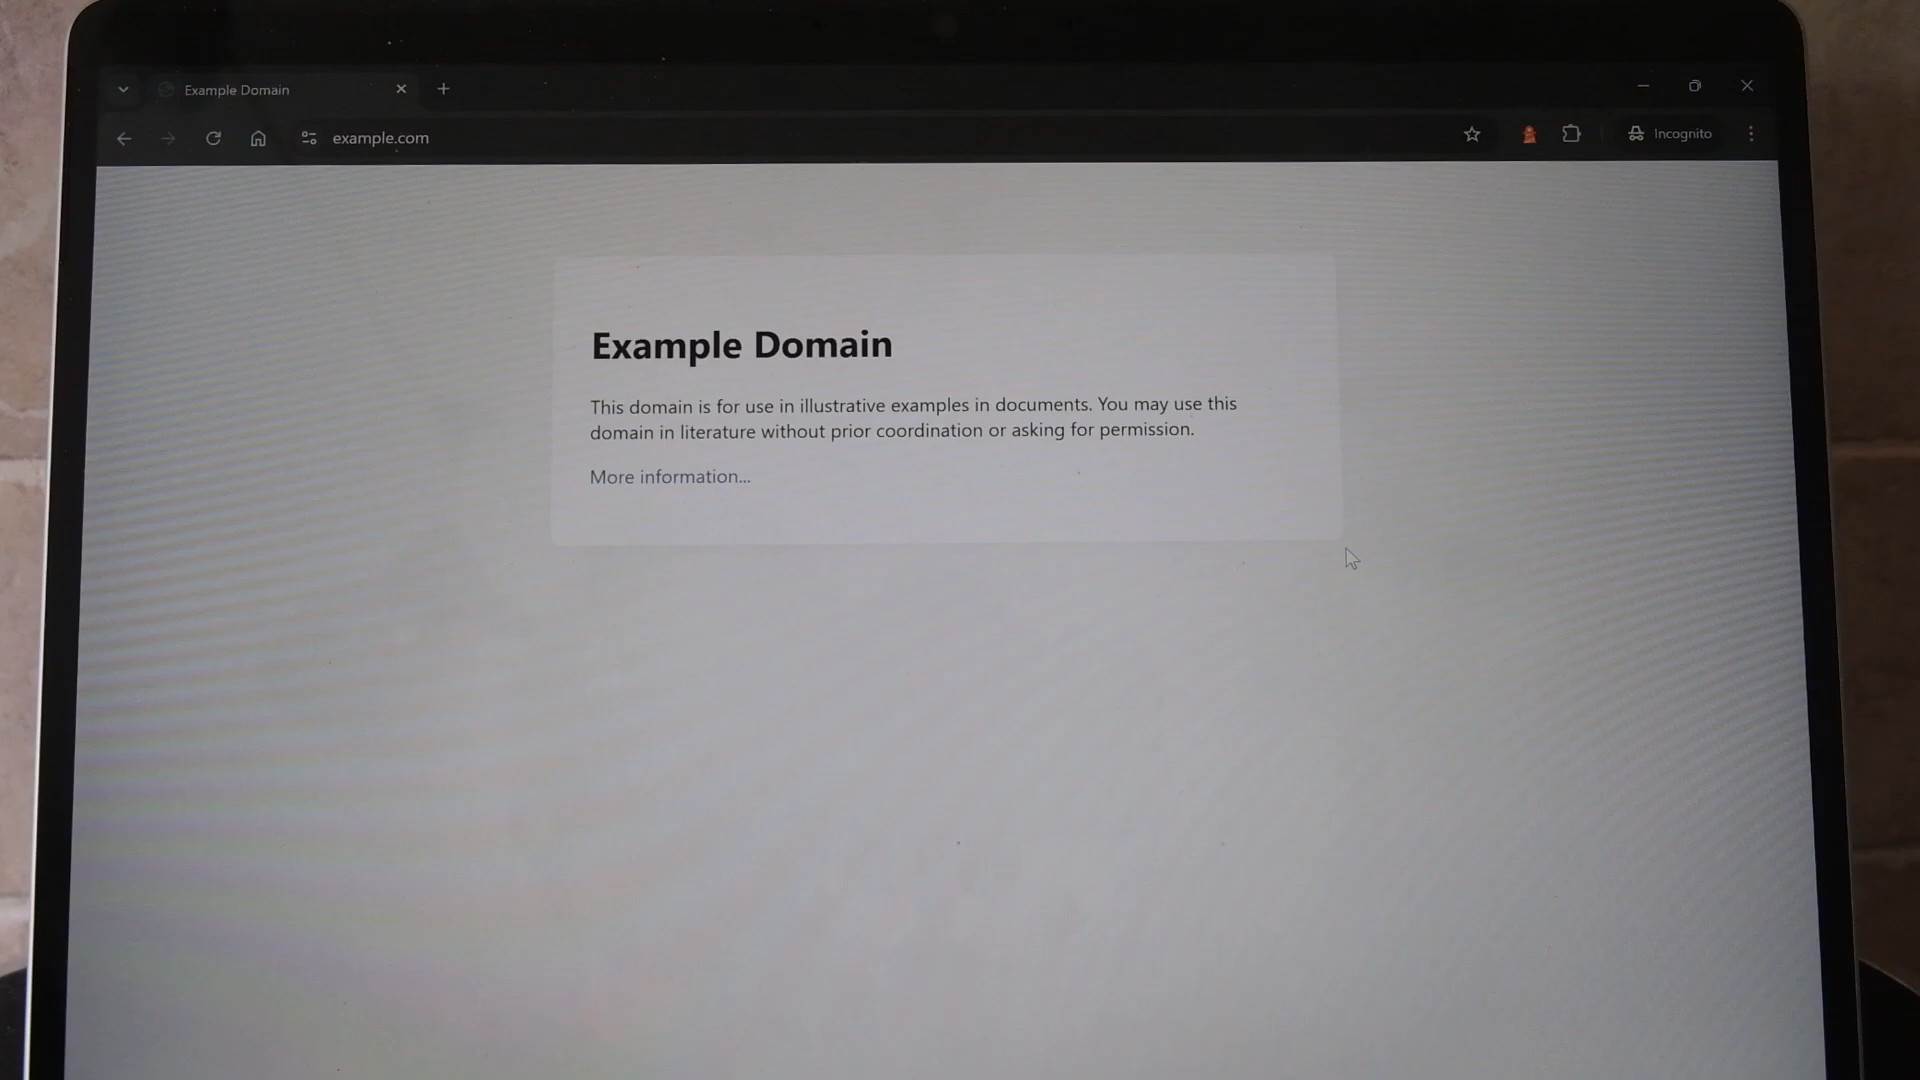 Example Domain
example.com
Incognito
Example Domain
This domain is for use in illustrative examples in documents. You may use this
domain in literature without prior coordination or asking for permission.
More information...